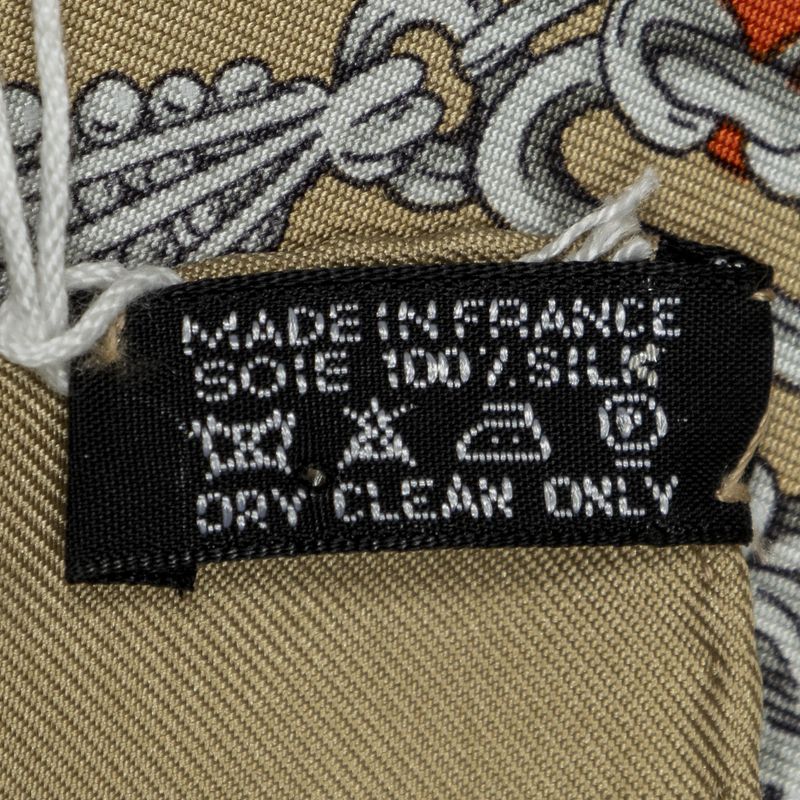 MADE IN FRANCE
SOIE 100% SILK
P
DRY CLEAN ONLY